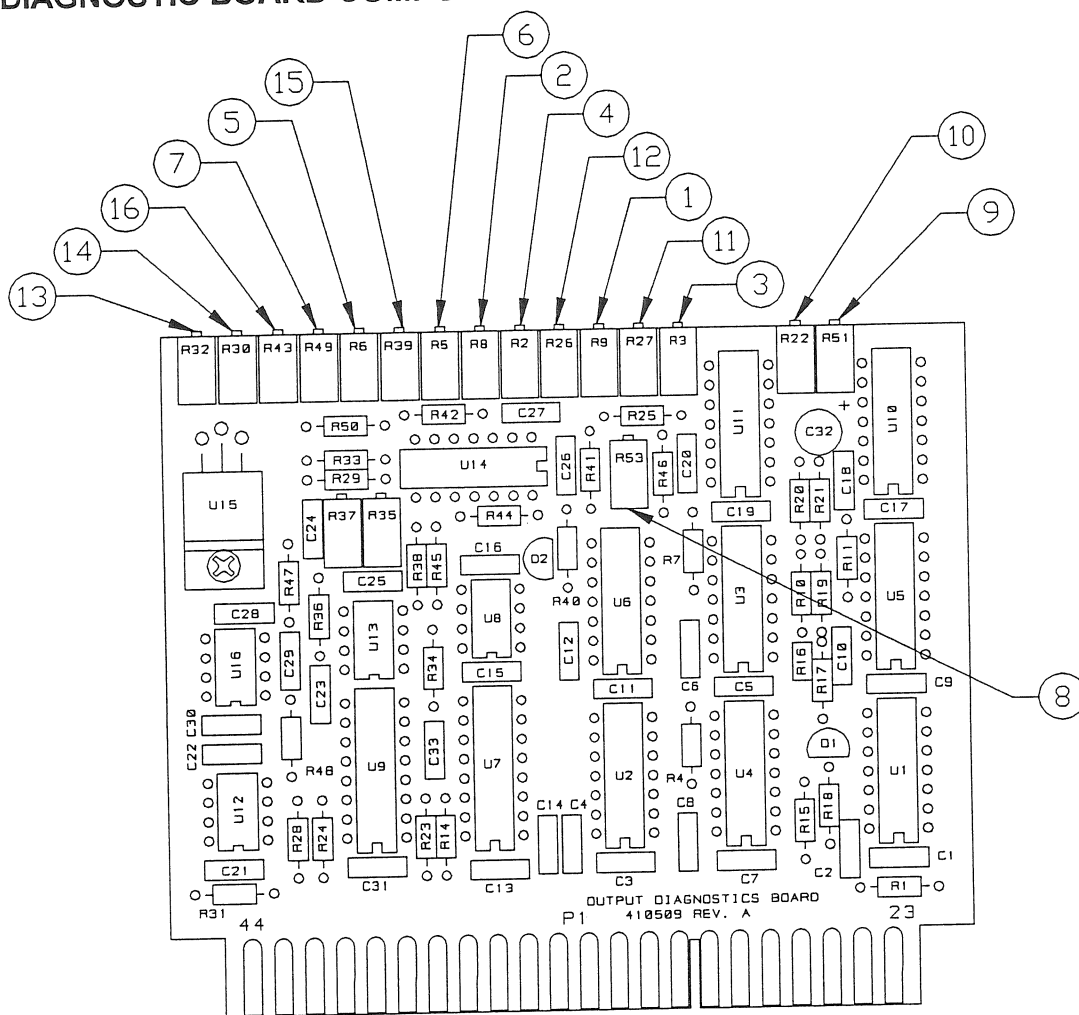 DIAGNOSTIC BOARD
6
15
2
5
4
7
12
10
16
1
9
14
11
13
3
R32 R30 R43 R49 R6 R39 R5 R8 R2 R26 R9 R27 R3 R22 R51
R42 C27 R25 U11 + U10
R50 C32
R33 U14 C26 R41 R53 R46 C20 C18
R29
U15 R20 R21
C24 R37 R35 R44 C19 C17
C16 D2 R7 R11
R47 C25 R38 R45 R10 R19
R36 R40 U6 U3 U5
C28 U8
U16 U13 C12 R16 C10
C29 R34 C15 R17
C23 C11 C6 C5 C9
8
C30
C22 C33 D1
R48 U9 U7 U2 R4 U4 U1
U12 R18
R28 R24 R23 R14 C14 C4 C8 R15
C21 C31 C13 C3 C7 C2 C1
R31 R1
OUTPUT DIAGNOSTICS BOARD
44 P1 410509 REV. A 23